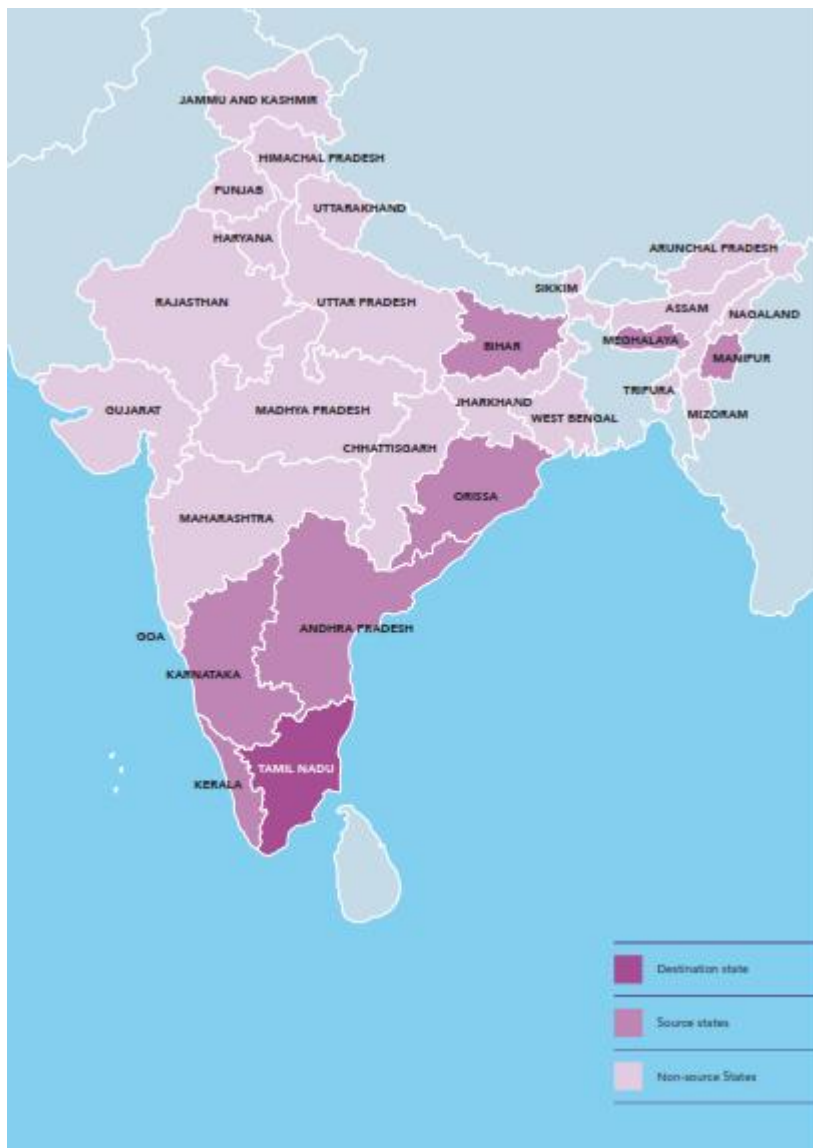 JAMMU AND KASHMIR
HIMACHAL PRADESH
PUNJAB
UTTARAKHAND
HARYANA
ARUNCHAL PRADESH
SIKKIM
RAJASTHAN
UTTAR PRADESH
ASSAM
NAGALAND
BIHAR
MEGHALAYA
MANIPUR
TRIPURA
GUJARAT
MADHYA PRADESH
JHARKHAND
WEST BENGAL
MIZORAM
CHHATTISGARH
ORISSA
MAHARASHTRA
ANDHRA PRADESH
GOA
KARNATAKA
TAMIL NADU
KERALA
Destination state
Source states
Non-source States